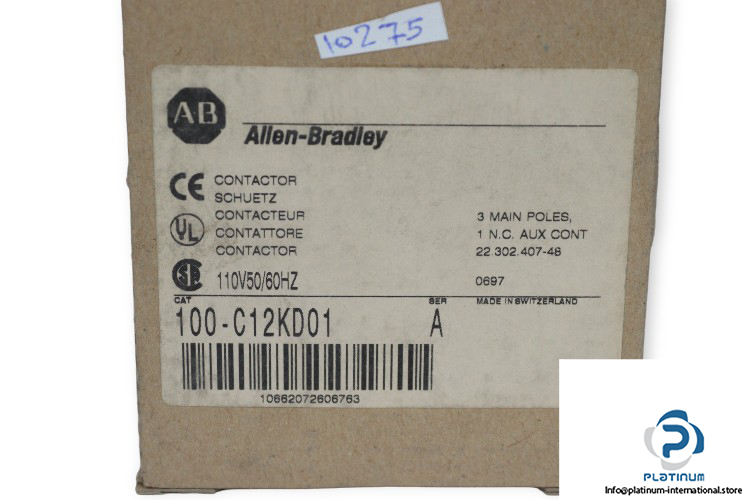 10275
AB
Allen-Bradley
CE
CONTACTOR
SCHUETZ
UL
CONTACTEUR
CONTATTORE
CONTACTOR
3 MAIN POLES,
1 N.C. AUX CONT
22.302.407-48
110V50/60HZ
0697
CAT
SER
MADE IN SWITZERLAND
100-C12KD01
A
10662072606763
PLATINUM
Info@platinum-international.store